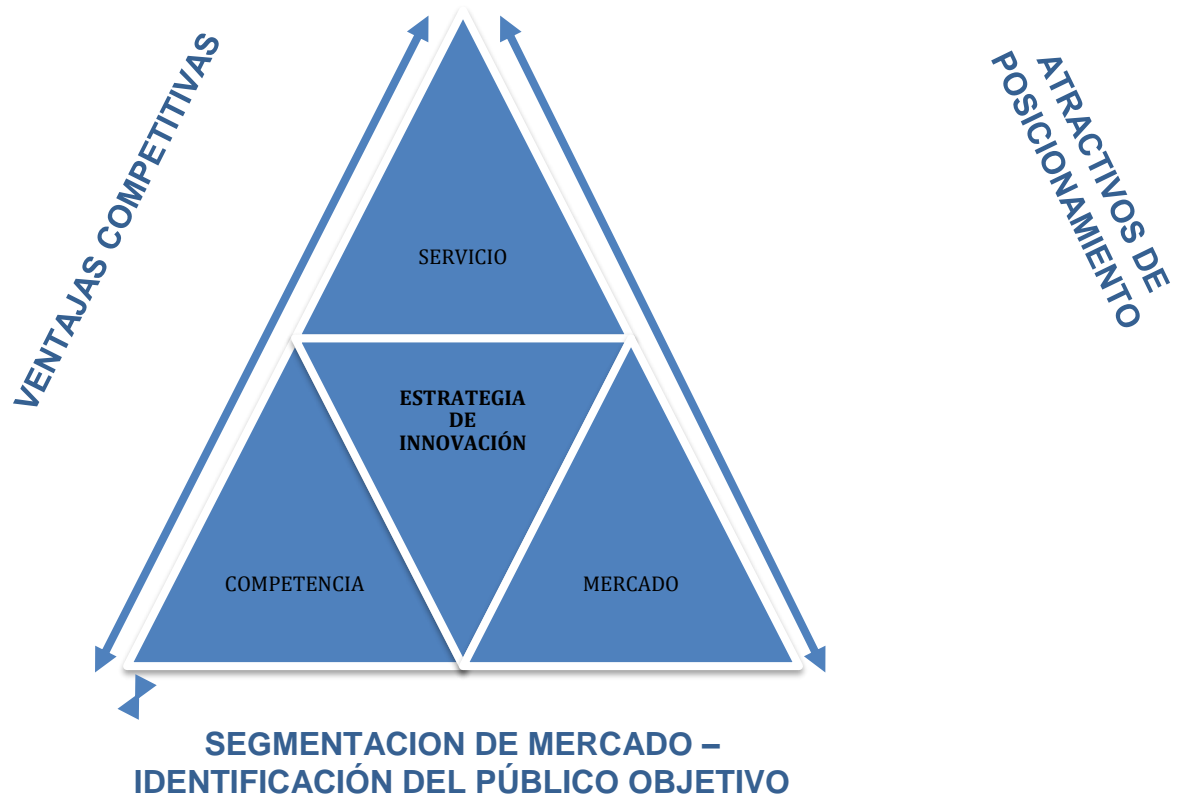 VENTAJAS COMPETITIVAS
ATRACTIVOS DE
POSICIONAMIENTO
SERVICIO
ESTRATEGIA
DE
INNOVACIÓN
COMPETENCIA
MERCADO
SEGMENTACION DE MERCADO –
IDENTIFICACIÓN DEL PÚBLICO OBJETIVO